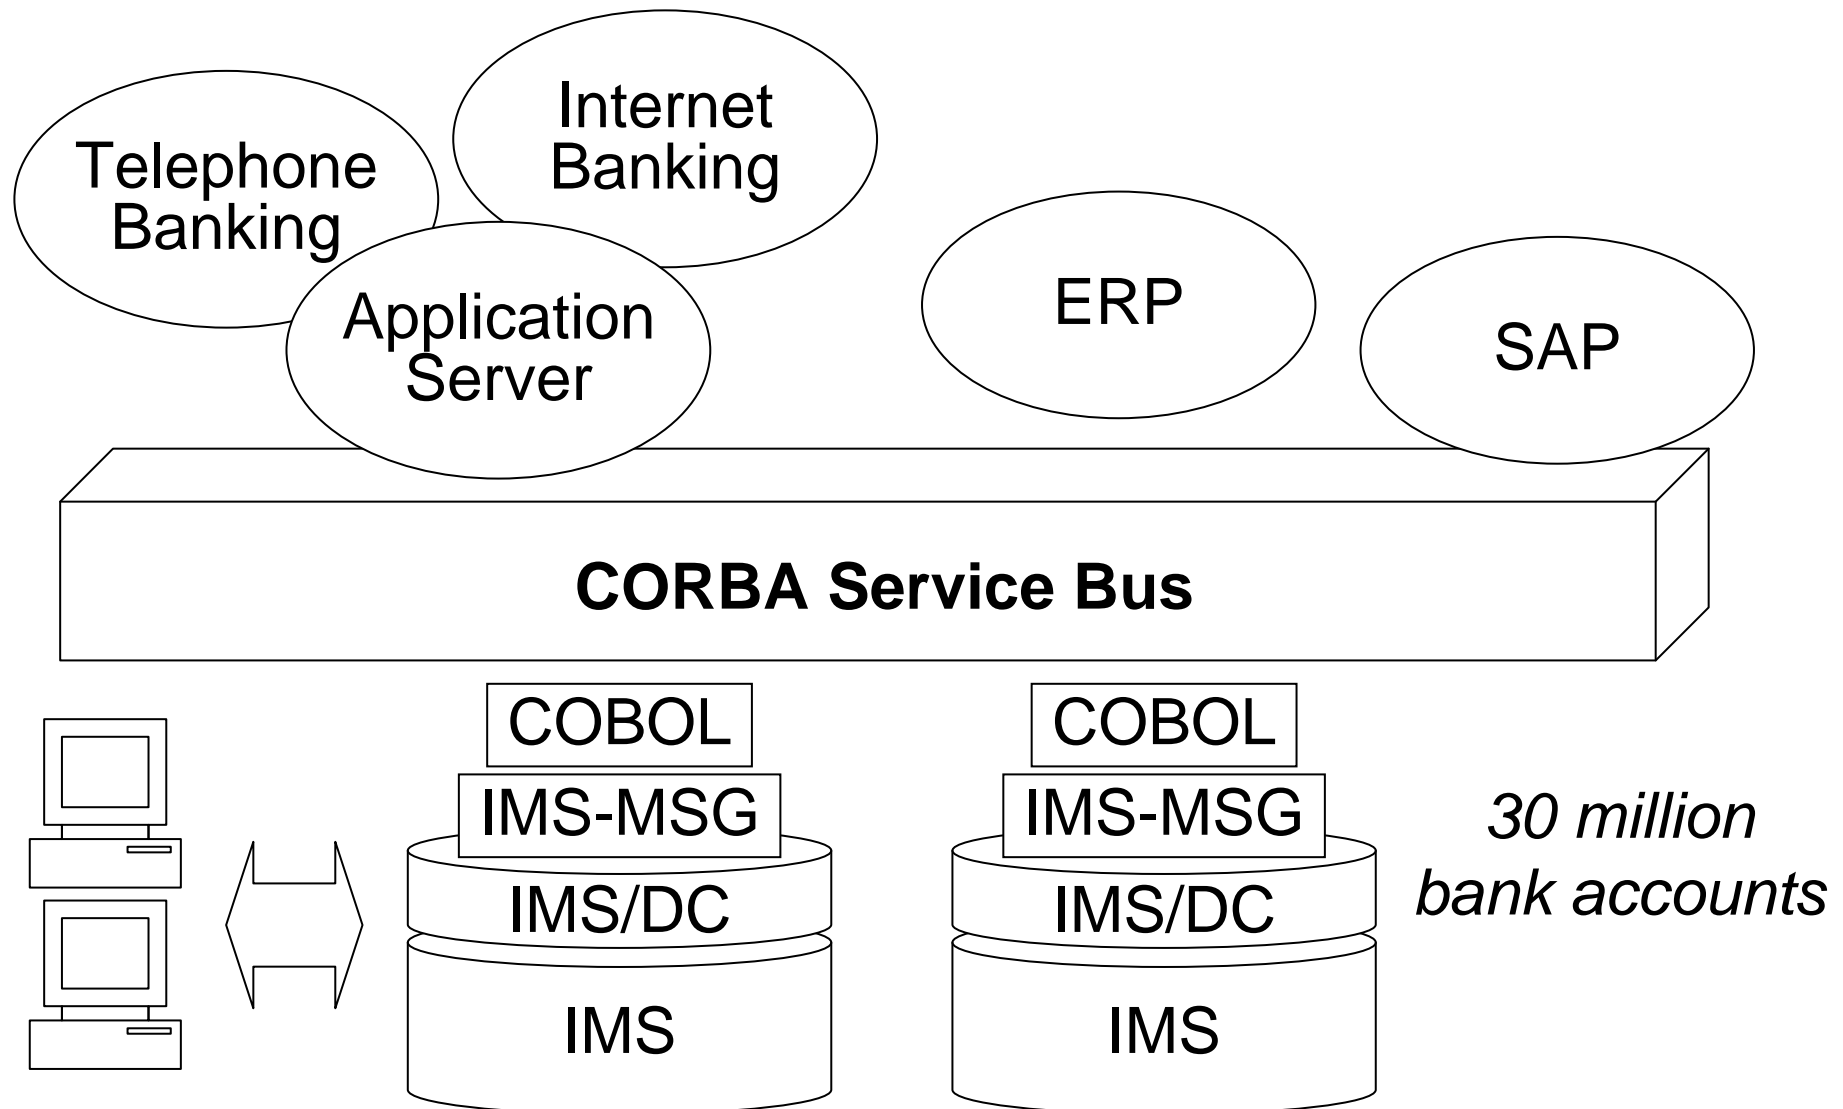 Internet
Banking
Telephone
Banking
Application
Server
ERP
SAP
CORBA Service Bus
COBOL
IMS-MSG
IMS/DC
IMS
COBOL
IMS-MSG
IMS/DC
IMS
30 million
bank accounts